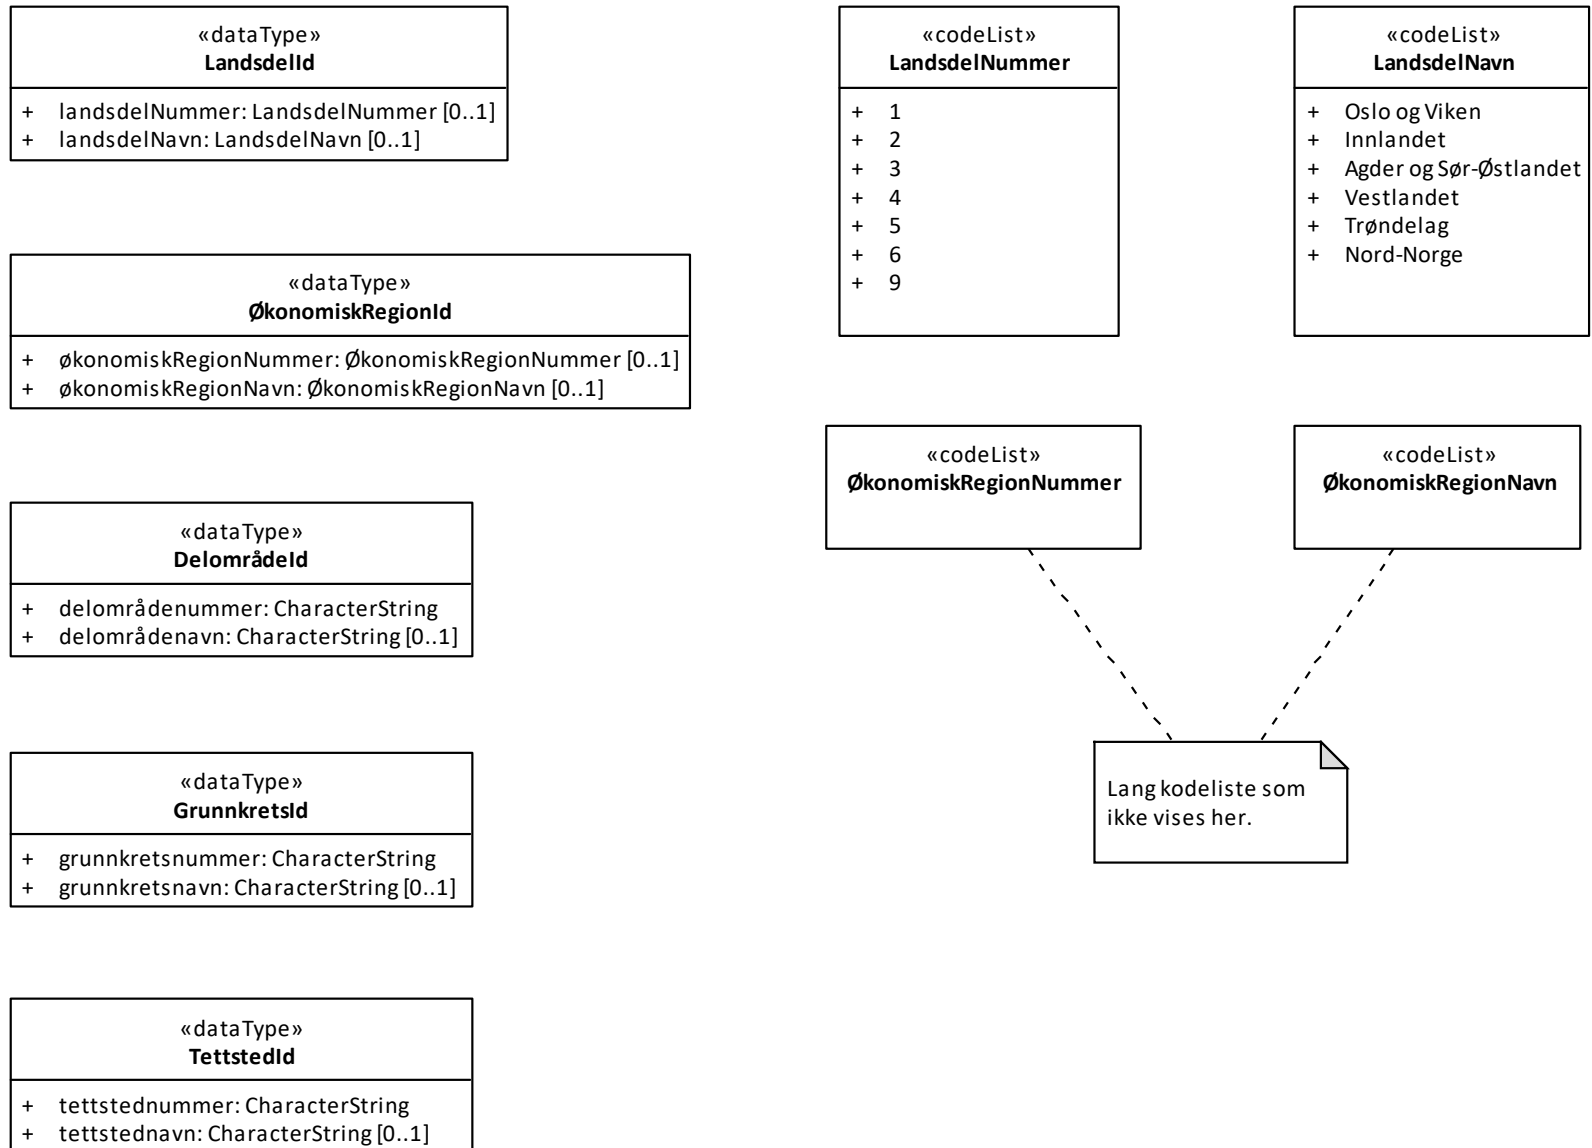 «dataType»
LandsdelId
+ landsdelNummer: LandsdelNummer [0..1]
+ landsdelNavn: LandsdelNavn [0..1]
«codeList»
LandsdelNummer
+ 1
+ 2
+ 3
+ 4
+ 5
+ 6
+ 9
«codeList»
LandsdelNavn
+ Oslo og Viken
+ Innlandet
+ Agder og Sør-Østlandet
+ Vestlandet
+ Trøndelag
+ Nord-Norge
«dataType»
ØkonomiskRegionId
+ økonomiskRegionNummer: ØkonomiskRegionNummer [0..1]
+ økonomiskRegionNavn: ØkonomiskRegionNavn [0..1]
«codeList»
ØkonomiskRegionNummer
«codeList»
ØkonomiskRegionNavn
«dataType»
DelområdeId
+ delområdenummer: CharacterString
+ delområdenavn: CharacterString [0..1]
Lang kodeliste som
ikke vises her.
«dataType»
GrunnkretsId
+ grunnkretsnummer: CharacterString
+ grunnkretsnavn: CharacterString [0..1]
«dataType»
TettstedId
+ tettstednummer: CharacterString
+ tettstednavn: CharacterString [0..1]